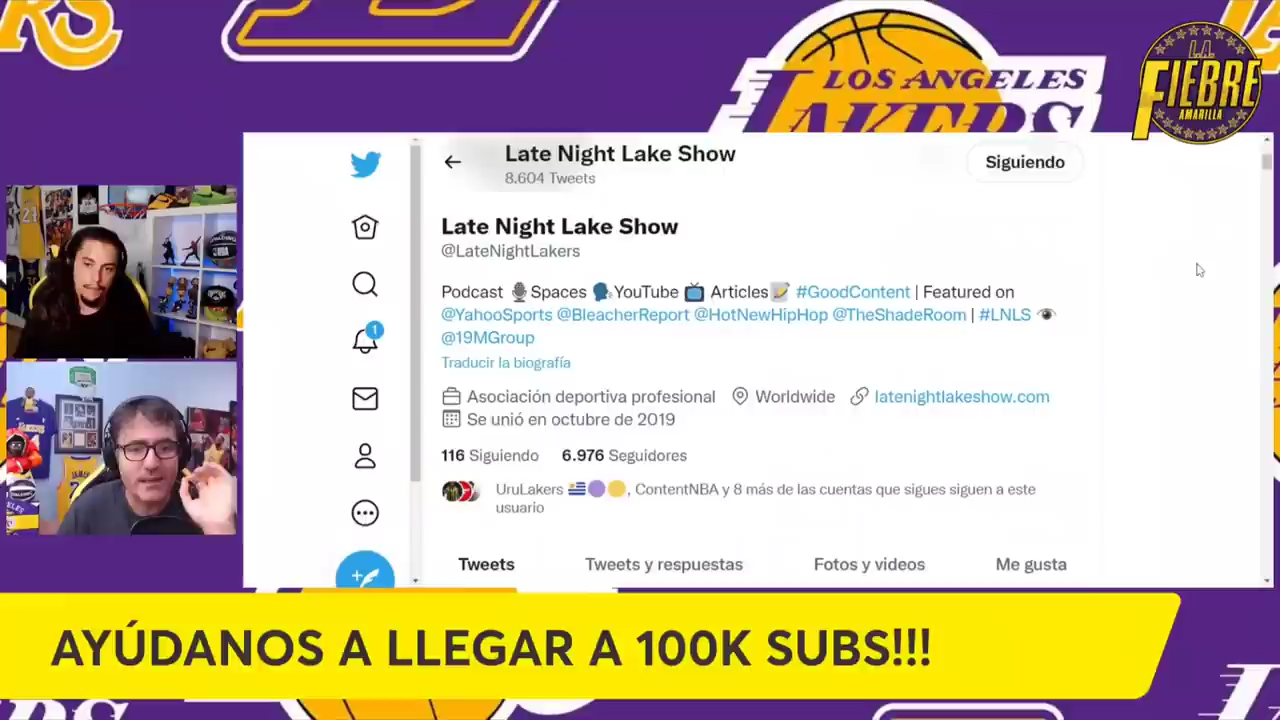 RS
LOS ANGELES
LAKERS
L.A.
FIEBRE
AMARILLA
Late Night Lake Show
8.604 Tweets
Siguiendo
Late Night Lake Show
@LateNightLakers
Podcast 🎙Spaces 🗣YouTube 📺 Articles📝 #GoodContent | Featured on
@YahooSports @BleacherReport @HotNewHipHop @TheShadeRoom | #LNLS 👁
@19MGroup
Traducir la biografía
Asociación deportiva profesional Worldwide latenightlakeshow.com
Se unió en octubre de 2019
116 Siguiendo 6.976 Seguidores
UruLakers 🇺🇾🟣🟡, ContentNBA y 8 más de las cuentas que sigues siguen a este
usuario
Tweets Tweets y respuestas Fotos y videos Me gusta
1
AYÚDANOS A LLEGAR A 100K SUBS!!!